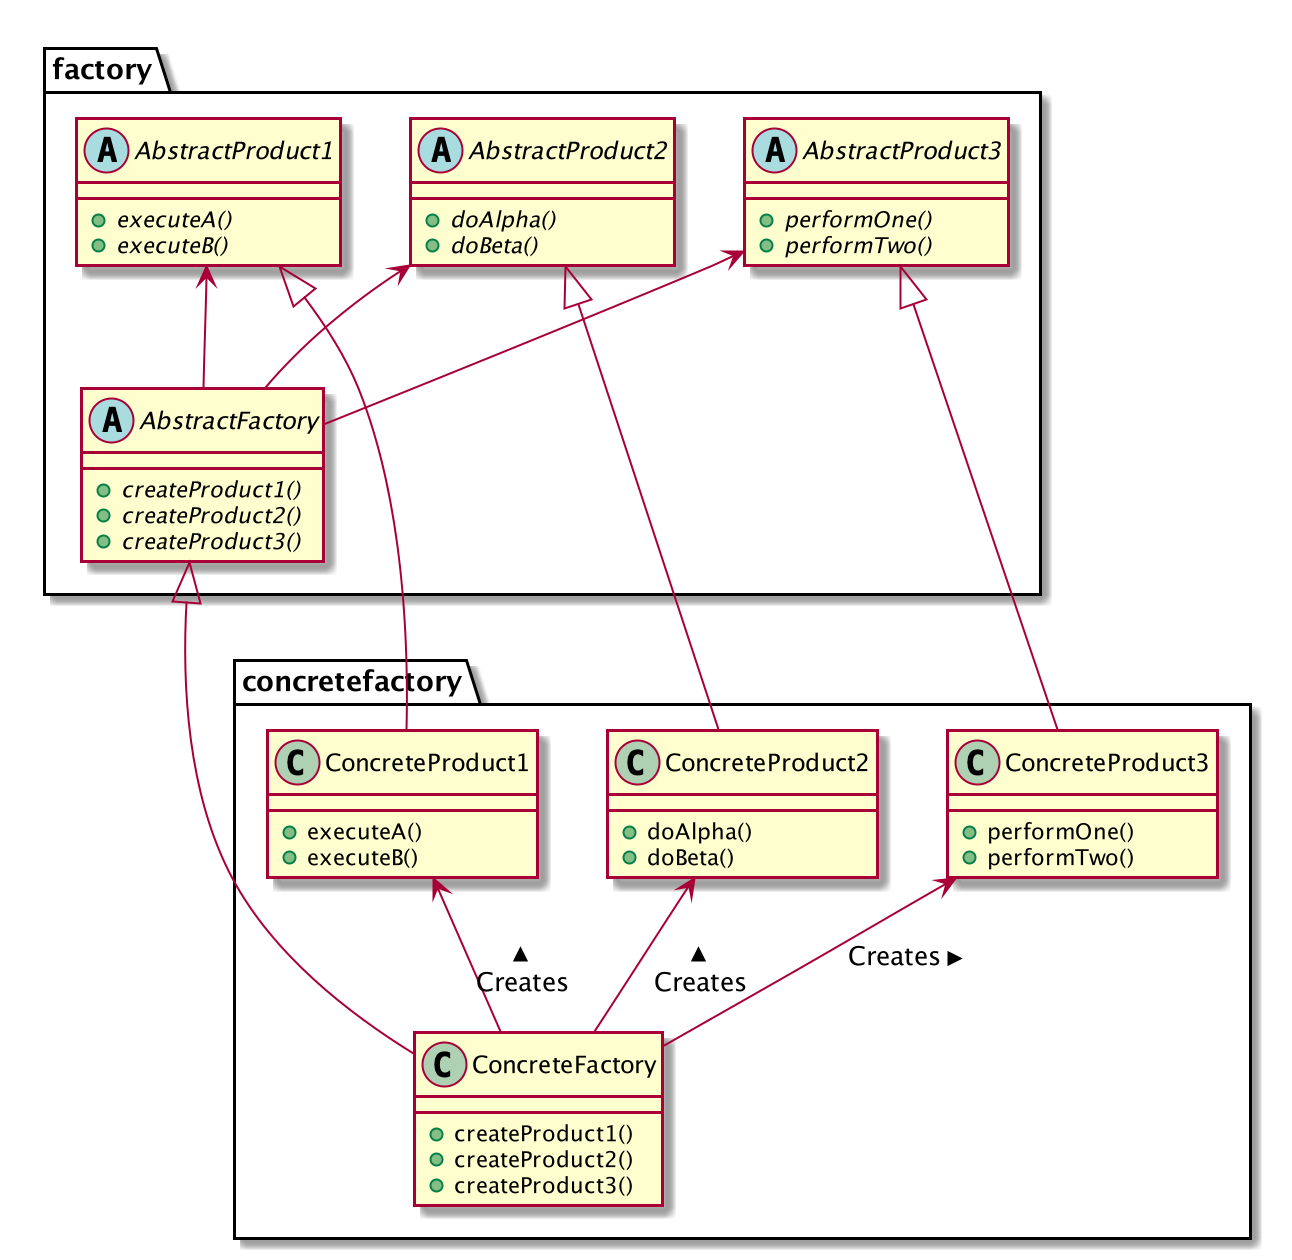 factory
A AbstractProduct1
executeA()
executeB()
A AbstractProduct2
doAlpha()
doBeta()
A AbstractProduct3
performOne()
performTwo()
A AbstractFactory
createProduct1()
createProduct2()
createProduct3()
concretefactory
C ConcreteProduct1
executeA()
executeB()
C ConcreteProduct2
doAlpha()
doBeta()
C ConcreteProduct3
performOne()
performTwo()
Creates
Creates
Creates
C ConcreteFactory
createProduct1()
createProduct2()
createProduct3()